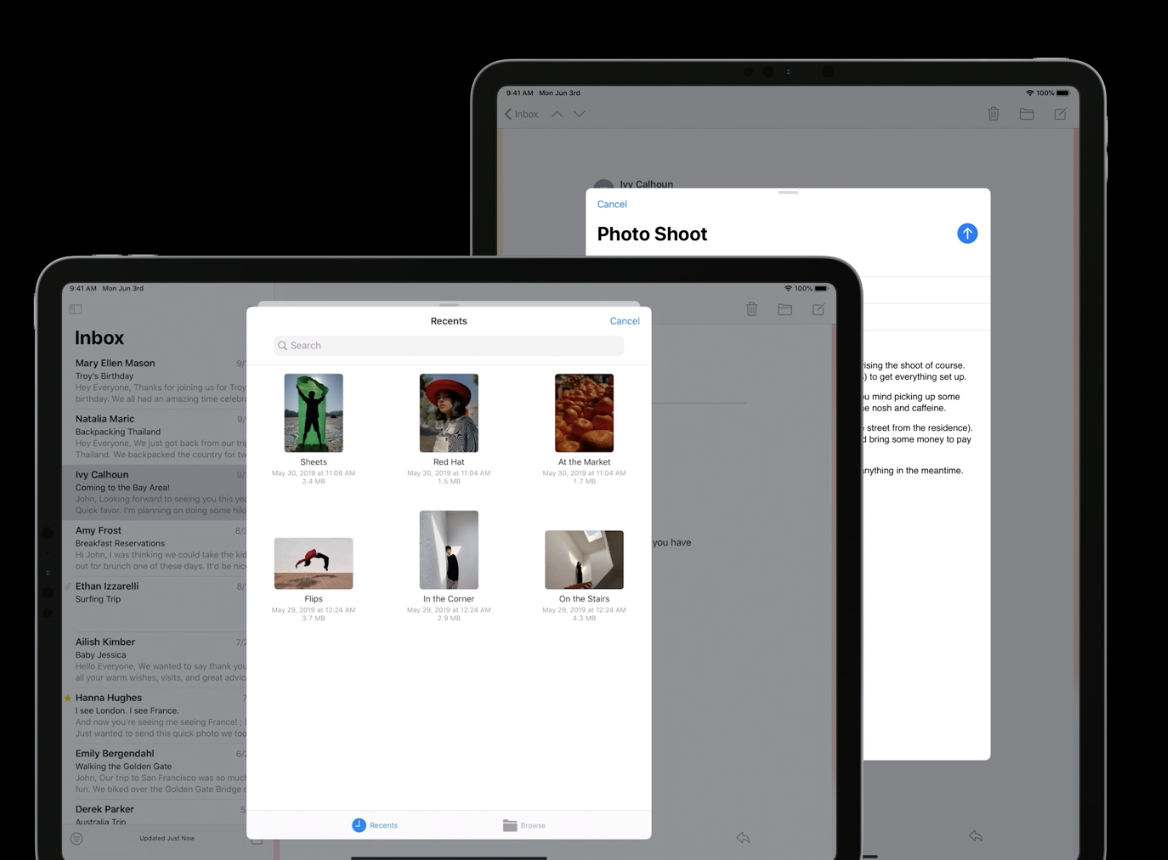 9:41 AM Mon Jun 3rd
100%
Inbox
Ivy Calhoun
Cancel
Photo Shoot
ising the shoot of course.
) to get everything set up.
u mind picking up some
e nosh and caffeine.
street from the residence).
d bring some money to pay
nything in the meantime.
9:41 AM Mon Jun 3rd
100%
Inbox
Mary Ellen Mason 9/
Troy's Birthday
Hey Everyone, Thanks for joining us for Troy
birthday. We all had an amazing time celebr
Natalia Maric 9/
Backpacking Thailand
Hey Everyone, We just got back from our tri
Thailand. We backpacked the country for tw
Ivy Calhoun 9/
Coming to the Bay Area!
John, Looking forward to seeing you this ye
Quick favor. I'm planning on doing some hiki
Amy Frost 8/
Breakfast Reservations
Hi John, I was thinking we could take the kid
out for brunch one of these days. It'd be nic
Ethan Izzarelli 8/
Surfing Trip
Ailish Kimber 7/2
Baby Jessica
Hello Everyone, We wanted to say thank you
all your warm wishes, visits, and great advic
Hanna Hughes 7
I see London. I see France.
And now you're seeing me seeing France! ;
Just wanted to send this quick photo we too
Emily Bergendahl 6/
Walking the Golden Gate
John, Our trip to San Francisco was so much
fun. We biked over the Golden Gate Bridge
Derek Parker 5
Australia Trip
Updated Just Now
Recents
Cancel
Search
Sheets
May 30, 2019 at 11:08 AM
2.4 MB
Red Hat
May 30, 2019 at 11:04 AM
1.5 MB
At the Market
May 30, 2019 at 11:04 AM
1.7 MB
Flips
May 29, 2019 at 12:24 AM
3.7 MB
In the Corner
May 29, 2019 at 12:24 AM
2.9 MB
On the Stairs
May 29, 2019 at 12:24 AM
4.3 MB
you have
Recents
Browse